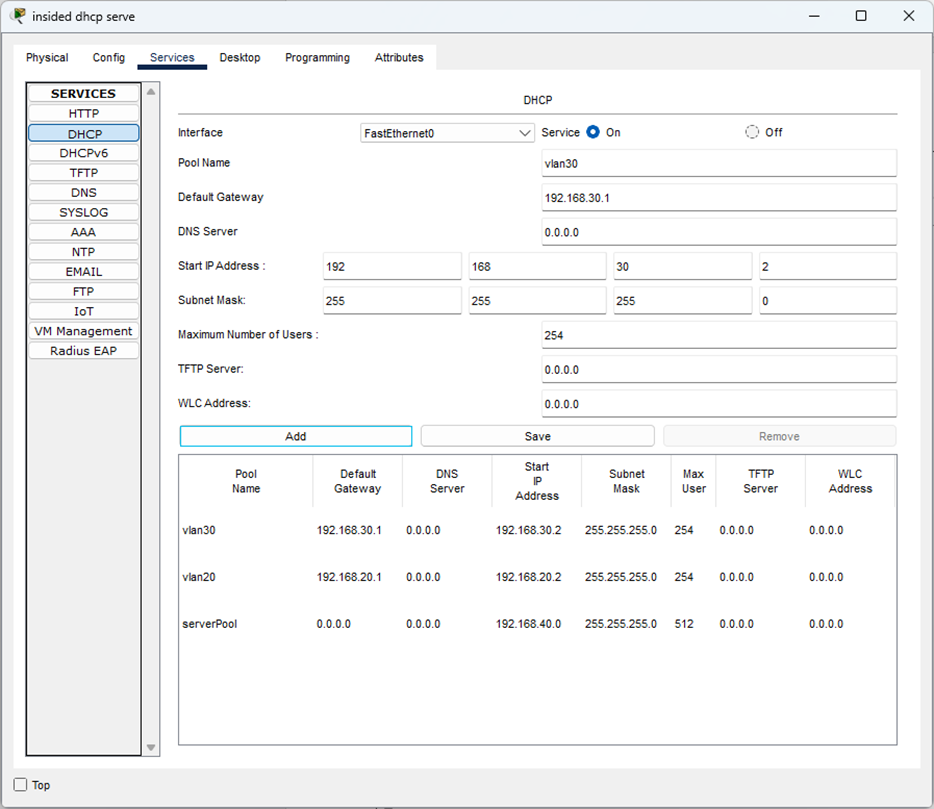 insided dhcp serve
Physical Config Services Desktop Programming Attributes
SERVICES
HTTP
DHCP
DHCPv6
TFTP
DNS
SYSLOG
AAA
NTP
EMAIL
FTP
IoT
VM Management
Radius EAP
DHCP
Interface FastEthernet0 Service On Off
Pool Name vlan30
Default Gateway 192.168.30.1
DNS Server 0.0.0.0
Start IP Address : 192 168 30 2
Subnet Mask: 255 255 255 0
Maximum Number of Users : 254
TFTP Server: 0.0.0.0
WLC Address: 0.0.0.0
Add Save Remove
Pool Name Default Gateway DNS Server Start IP Address Subnet Mask Max User TFTP Server WLC Address
vlan30 192.168.30.1 0.0.0.0 192.168.30.2 255.255.255.0 254 0.0.0.0 0.0.0.0
vlan20 192.168.20.1 0.0.0.0 192.168.20.2 255.255.255.0 254 0.0.0.0 0.0.0.0
serverPool 0.0.0.0 0.0.0.0 192.168.40.0 255.255.255.0 512 0.0.0.0 0.0.0.0
Top